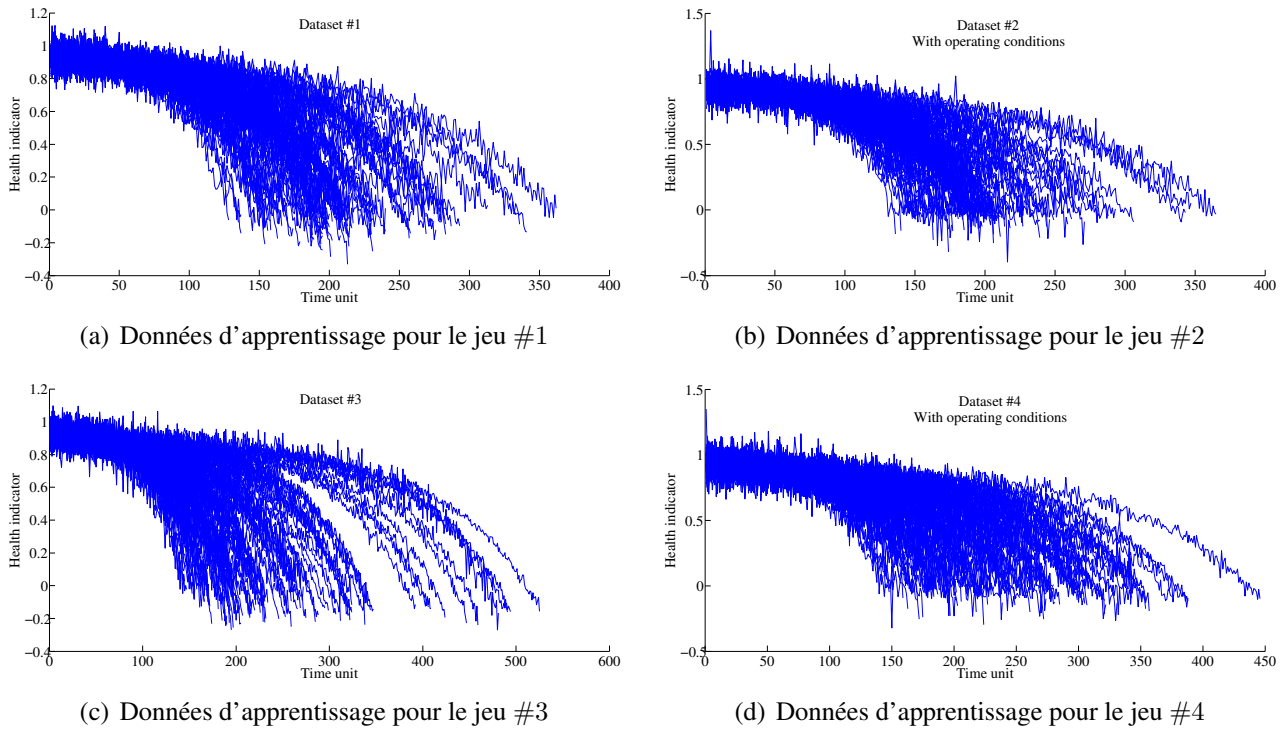 Dataset #1
1.2
1
0.8
0.6
0.4
0.2
0
−0.2
−0.4
Health indicator
0 50 100 150 200 250 300 350 400
Time unit
(a) Données d'apprentissage pour le jeu #1
Dataset #2
With operating conditions
1.5
1
0.5
0
−0.5
Health indicator
0 50 100 150 200 250 300 350 400
Time unit
(b) Données d'apprentissage pour le jeu #2
Dataset #3
1.2
1
0.8
0.6
0.4
0.2
0
−0.2
−0.4
Health indicator
0 100 200 300 400 500 600
Time unit
(c) Données d'apprentissage pour le jeu #3
Dataset #4
With operating conditions
1.5
1
0.5
0
−0.5
Health indicator
0 50 100 150 200 250 300 350 400 450
Time unit
(d) Données d'apprentissage pour le jeu #4